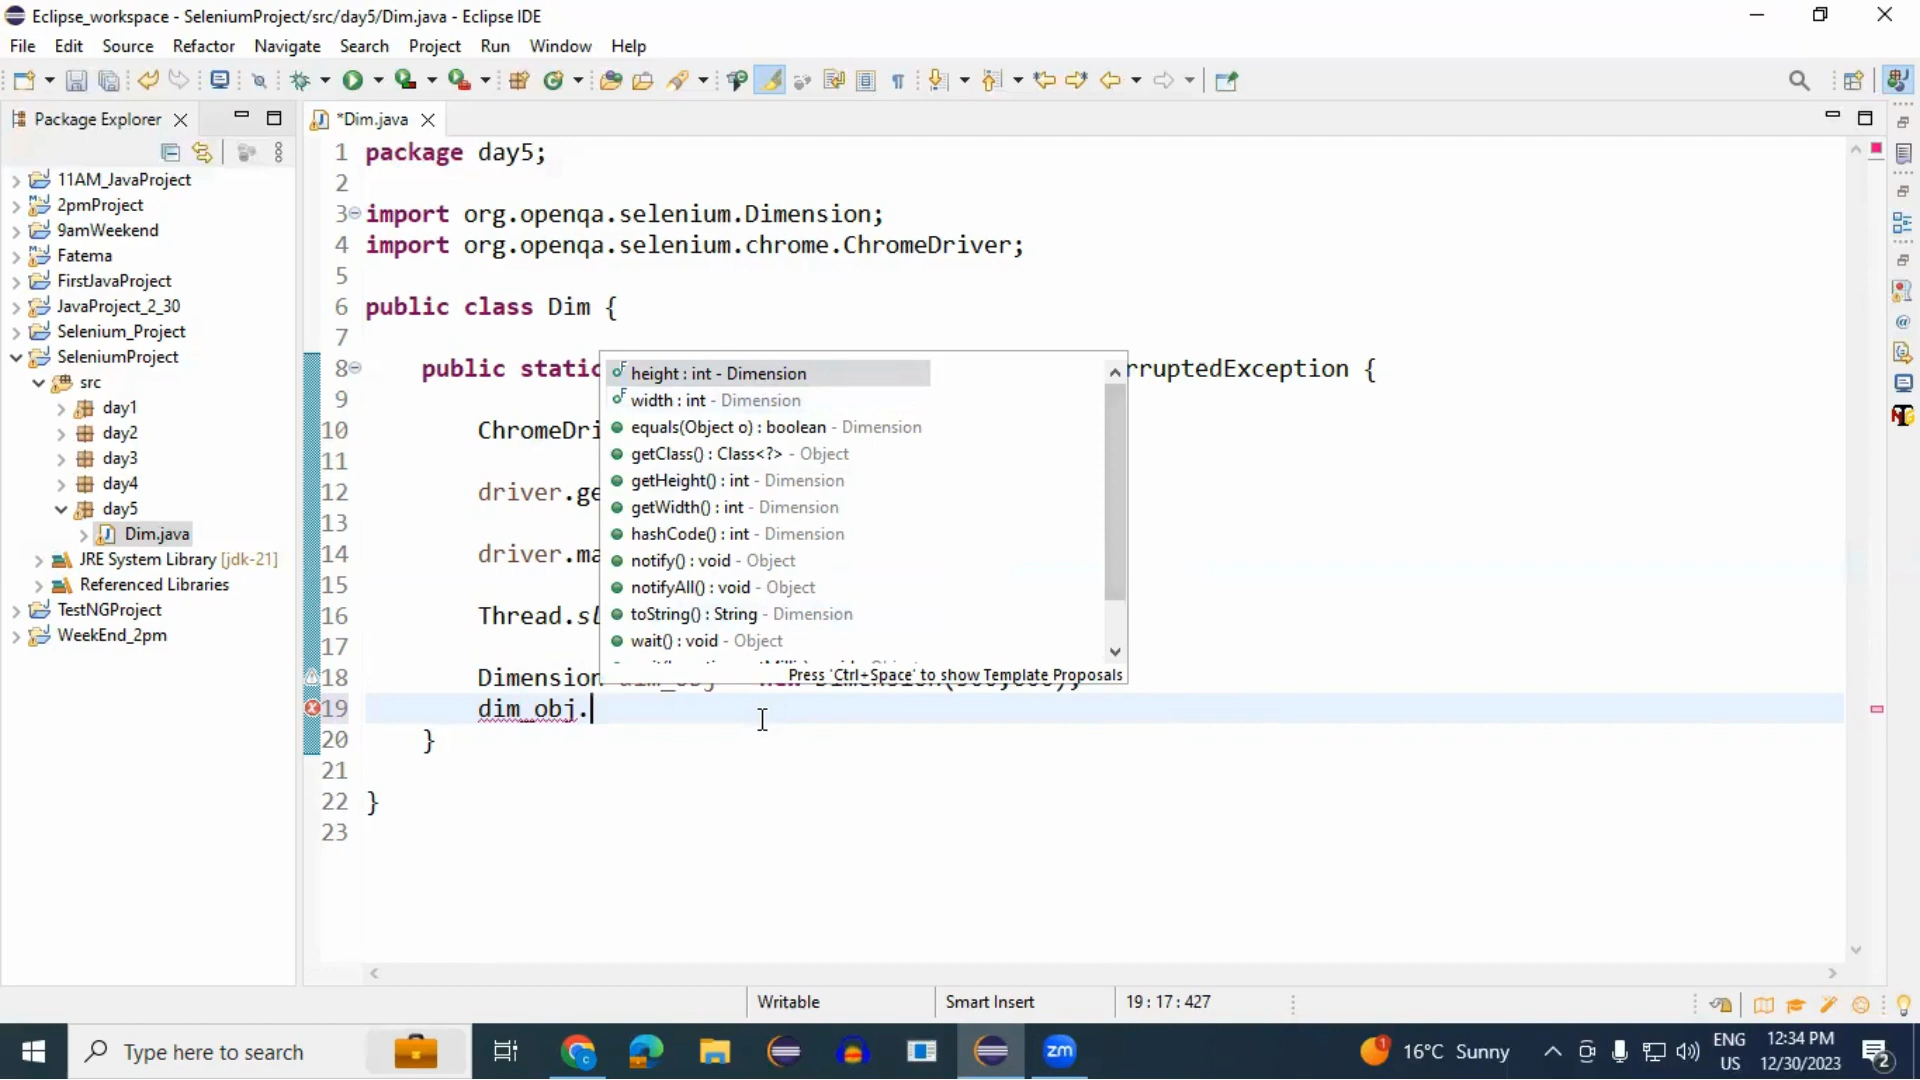 Eclipse_workspace - SeleniumProject/src/day5/Dim.java - Eclipse IDE
File Edit Source Refactor Navigate Search Project Run Window Help
Package Explorer
*Dim.java
11AM_JavaProject
2pmProject
9amWeekend
Fatema
FirstJavaProject
JavaProject_2_30
Selenium_Project
SeleniumProject
src
day1
day2
day3
day4
day5
Dim.java
JRE System Library [jdk-21]
Referenced Libraries
TestNGProject
WeekEnd_2pm
1 package day5;
2
3 import org.openqa.selenium.Dimension;
4 import org.openqa.selenium.chrome.ChromeDriver;
5
6 public class Dim {
7
8 public static rruptedException {
9
10 ChromeDri
11
12 driver.ge
13
14 driver.ma
15
16 Thread.sl
17
18 Dimension
19 dim_obj.
20 }
21
22 }
23
height : int - Dimension
width : int - Dimension
equals(Object o) : boolean - Dimension
getClass() : Class<?> - Object
getHeight() : int - Dimension
getWidth() : int - Dimension
hashCode() : int - Dimension
notify() : void - Object
notifyAll() : void - Object
toString() : String - Dimension
wait() : void - Object
Press 'Ctrl+Space' to show Template Proposals
Writable Smart Insert 19 : 17 : 427
Type here to search
zm
1
16°C Sunny
ENG
US
12:34 PM
12/30/2023
2